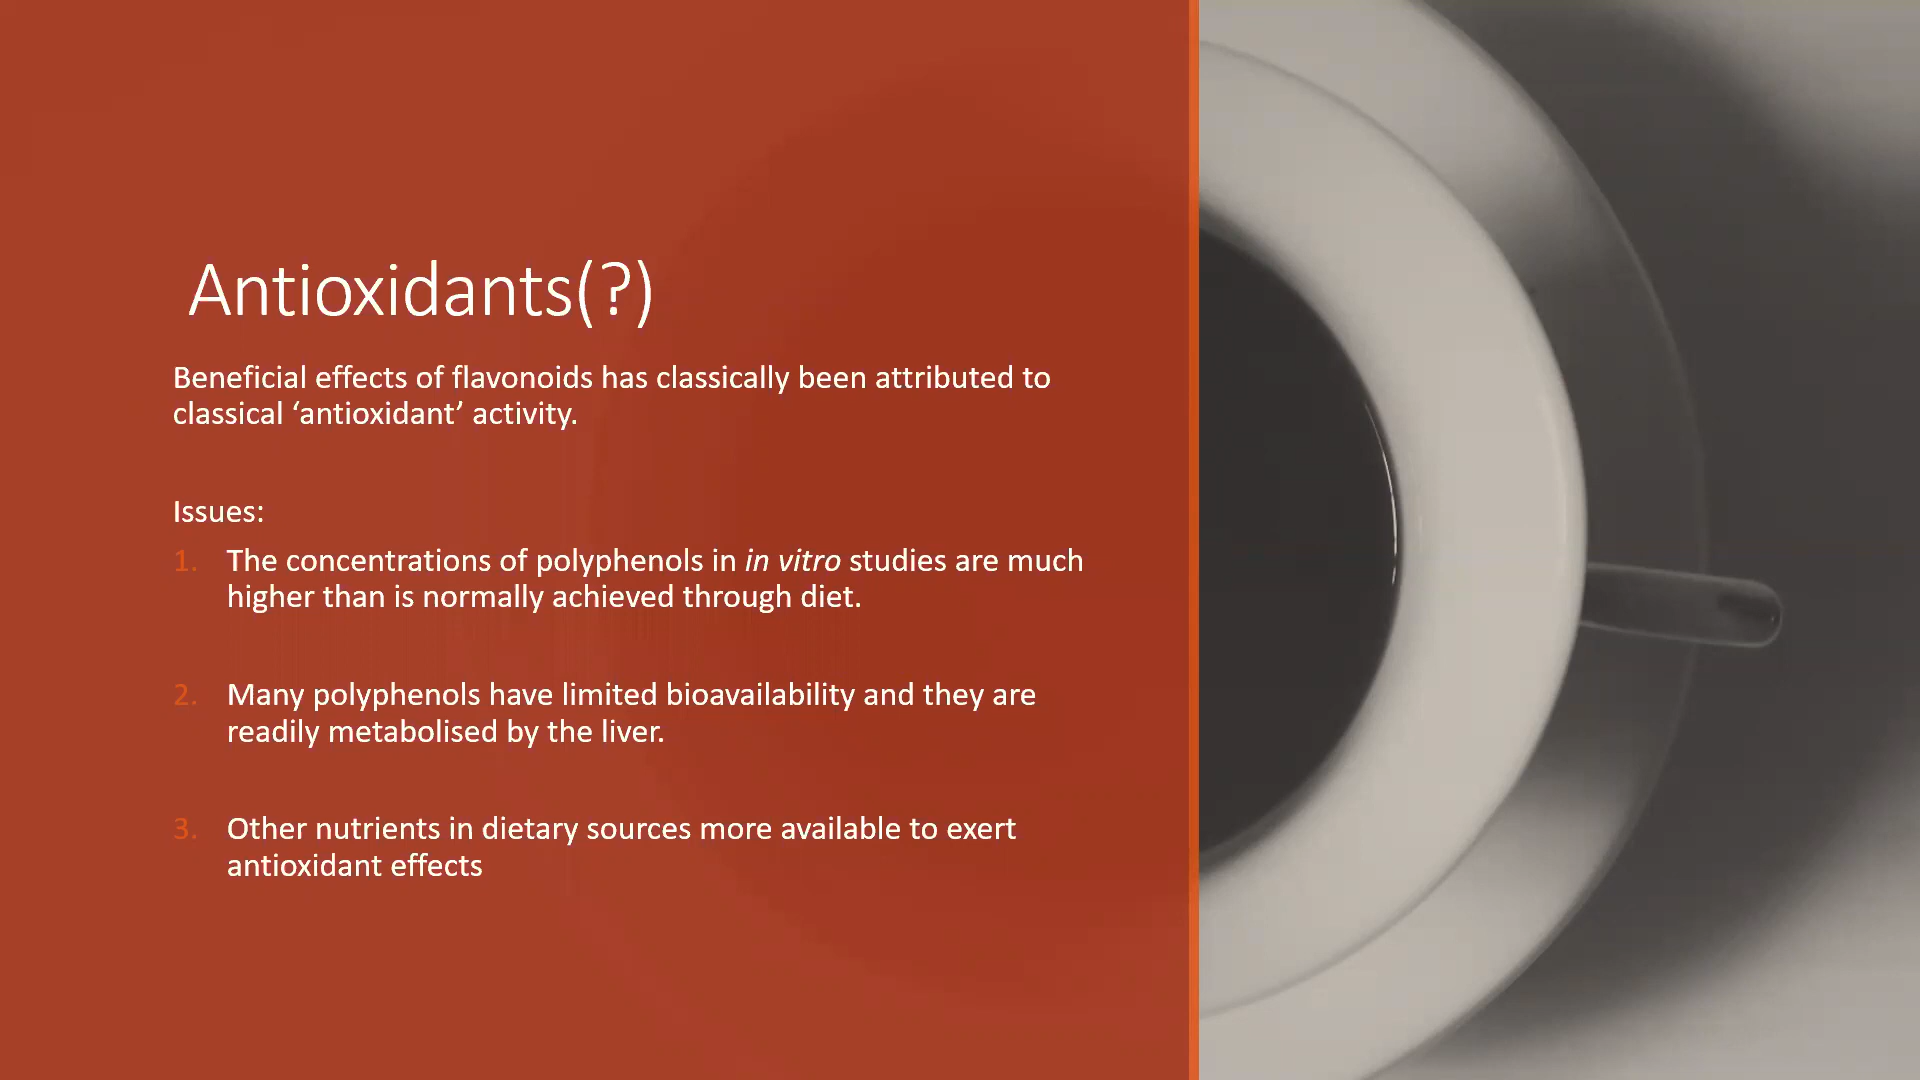 Antioxidants(?)
Beneficial effects of flavonoids has classically been attributed to
classical ‘antioxidant’ activity.
Issues:
1. The concentrations of polyphenols in in vitro studies are much
higher than is normally achieved through diet.
2. Many polyphenols have limited bioavailability and they are
readily metabolised by the liver.
3. Other nutrients in dietary sources more available to exert
antioxidant effects